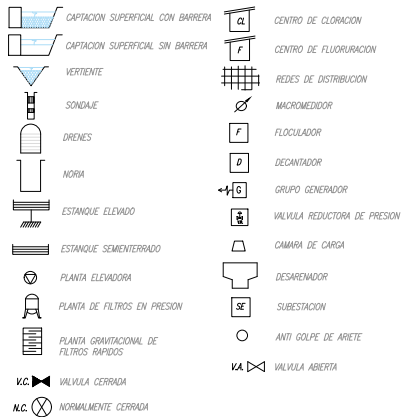 CAPTACION SUPERFICIAL CON BARRERA
CAPTACION SUPERFICIAL SIN BARRERA
VERTIENTE
SONDAJE
DRENES
NORIA
ESTANQUE ELEVADO
ESTANQUE SEMIENTERRADO
PLANTA ELEVADORA
PLANTA DE FILTROS EN PRESION
PLANTA GRAVITACIONAL DE
FILTROS RAPIDOS
V.C. VALVULA CERRADA
N.C. NORMALMENTE CERRADA
CL CENTRO DE CLORACION
F CENTRO DE FLUORURACION
REDES DE DISTRIBUCION
MACROMEDIDOR
F FLOCULADOR
D DECANTADOR
G GRUPO GENERADOR
VALVULA REDUCTORA DE PRESION
CAMARA DE CARGA
DESARENADOR
SE SUBESTACION
ANTI GOLPE DE ARIETE
V.A. VALVULA ABIERTA